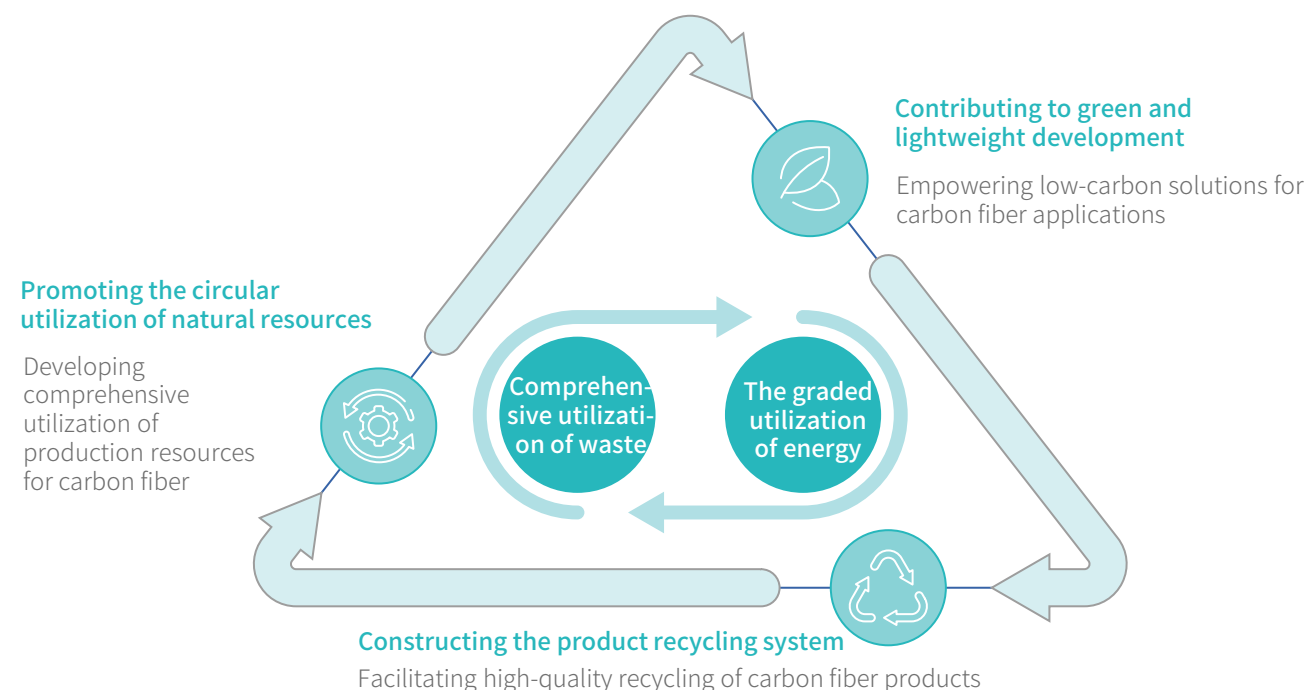 Contributing to green and
lightweight development
Empowering low-carbon solutions for
carbon fiber applications
Promoting the circular
utilization of natural resources
Developing
comprehensive
utilization of
production resources
for carbon fiber
Comprehen-
sive utilizati-
on of waste
The graded
utilization
of energy
Constructing the product recycling system
Facilitating high-quality recycling of carbon fiber products